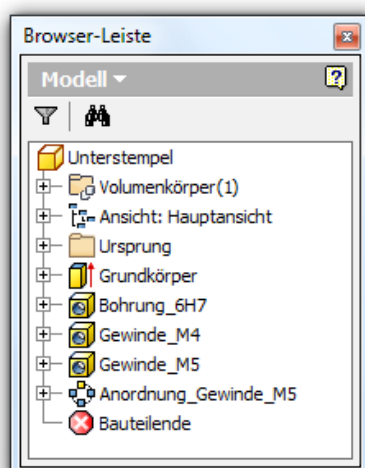 Browser-Leiste
Modell
Unterstempel
Volumenkörper(1)
Ansicht: Hauptansicht
Ursprung
Grundkörper
Bohrung_6H7
Gewinde_M4
Gewinde_M5
Anordnung_Gewinde_M5
Bauteilende